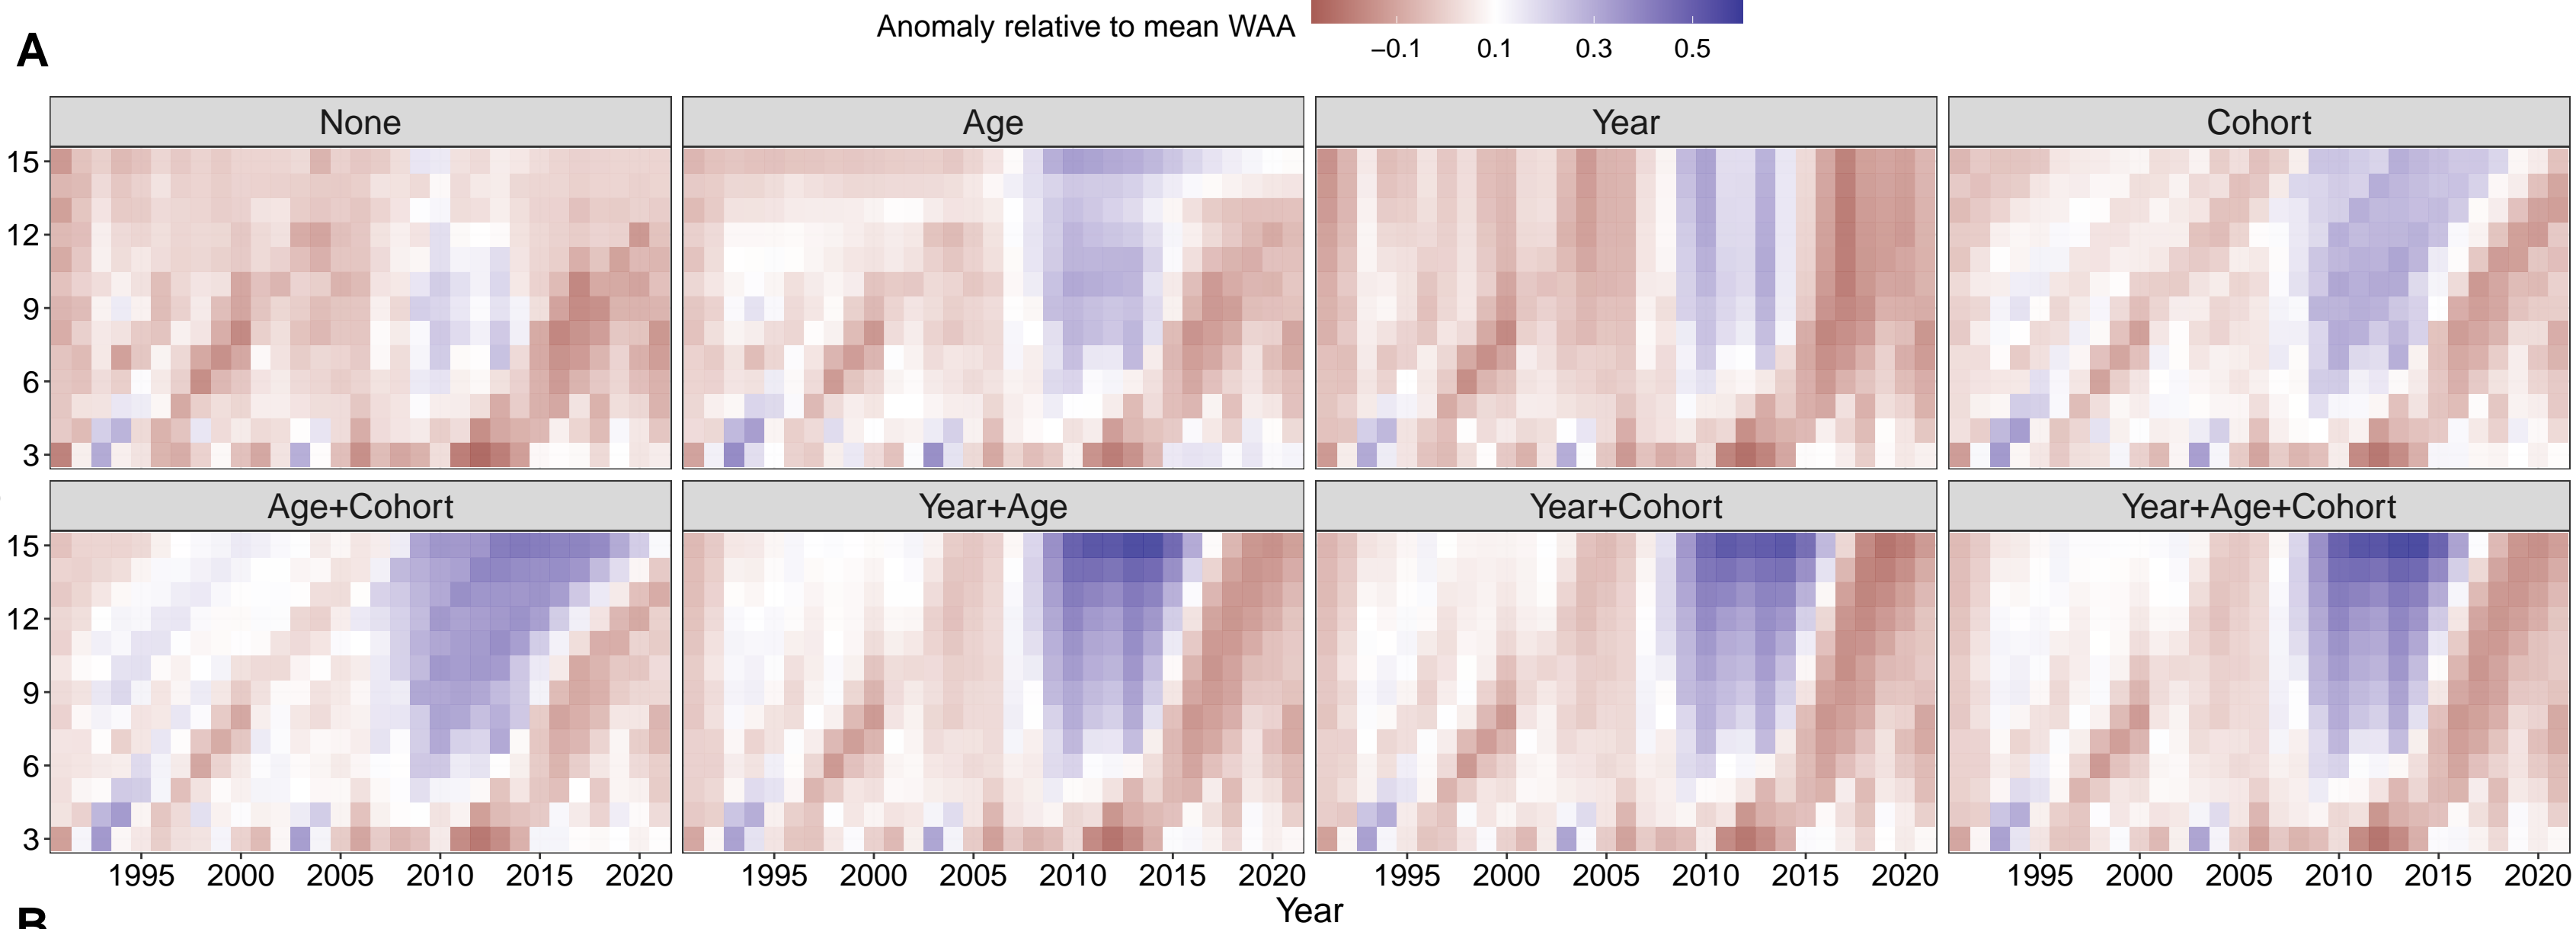 Anomaly relative to mean WAA
−0.1 0.1 0.3 0.5
A
None Age Year Cohort
15
12
9
6
3
Age+Cohort Year+Age Year+Cohort Year+Age+Cohort
15
12
9
6
3
1995 2000 2005 2010 2015 2020 1995 2000 2005 2010 2015 2020 1995 2000 2005 2010 2015 2020 1995 2000 2005 2010 2015 2020
Year
B